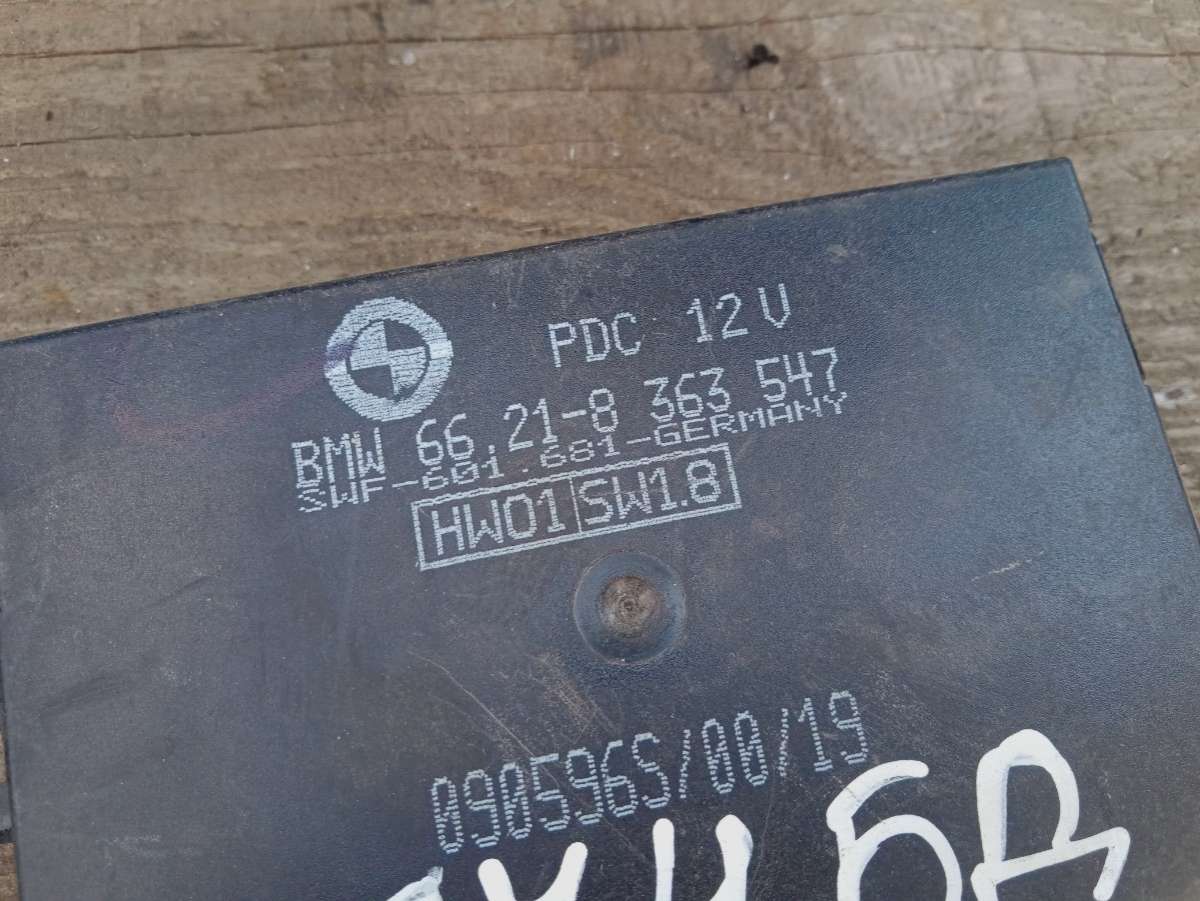 PDC 12V
BMW 66.21-8 363 547
SWF-601.681-GERMANY
HW01 SW1.8
090596S/00/19